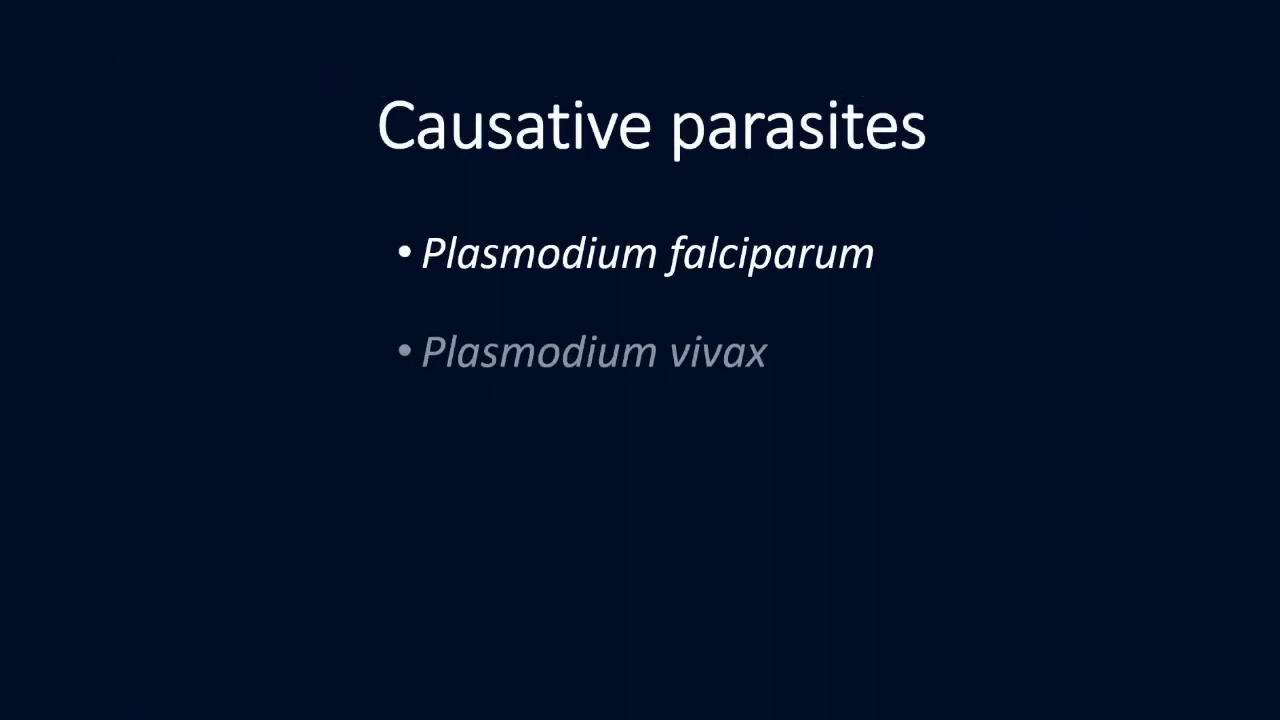 Causative parasites
• Plasmodium falciparum
• Plasmodium vivax